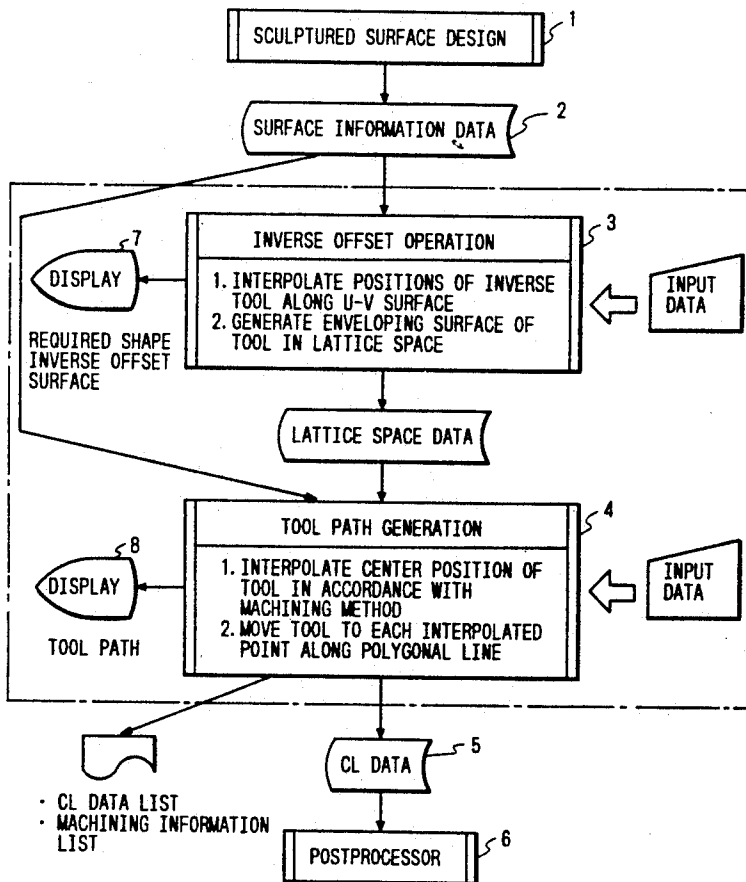 1
SCULPTURED SURFACE DESIGN
2
SURFACE INFORMATION DATA
3
INVERSE OFFSET OPERATION
1. INTERPOLATE POSITIONS OF INVERSE
TOOL ALONG U-V SURFACE
2. GENERATE ENVELOPING SURFACE OF
TOOL IN LATTICE SPACE
7
DISPLAY
REQUIRED SHAPE
INVERSE OFFSET
SURFACE
INPUT
DATA
LATTICE SPACE DATA
4
TOOL PATH GENERATION
1. INTERPOLATE CENTER POSITION OF
TOOL IN ACCORDANCE WITH
MACHINING METHOD
2. MOVE TOOL TO EACH INTERPOLATED
POINT ALONG POLYGONAL LINE
8
DISPLAY
TOOL PATH
INPUT
DATA
5
CL DATA
· CL DATA LIST
· MACHINING INFORMATION
LIST
6
POSTPROCESSOR